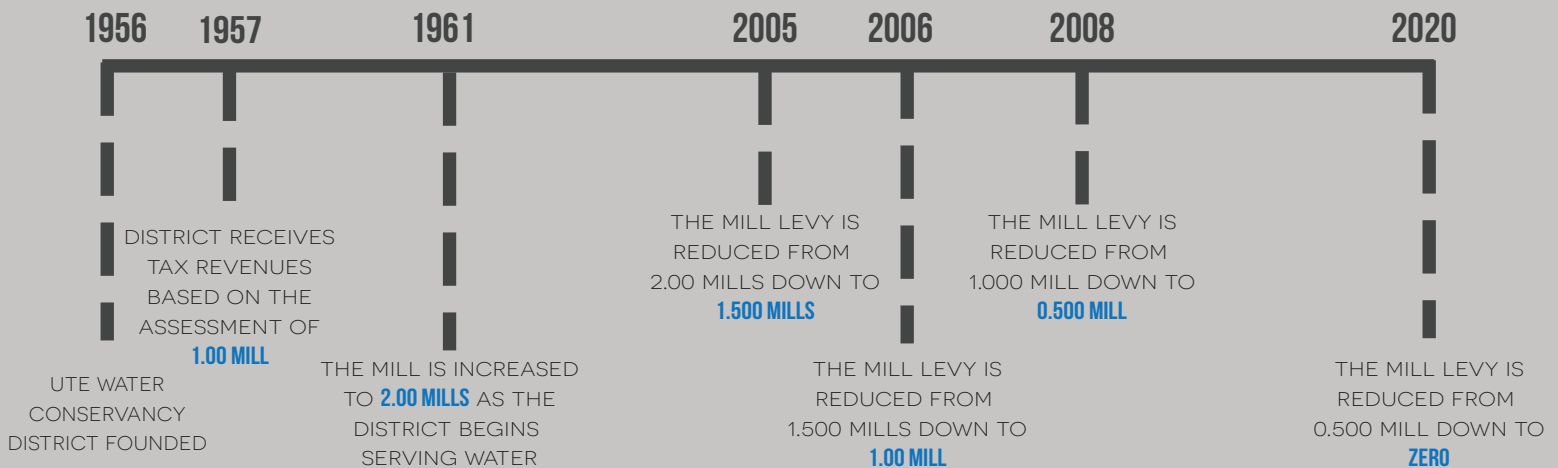 1956
1957
1961
2005
2006
2008
2020
UTE WATER
CONSERVANCY
DISTRICT FOUNDED
DISTRICT RECEIVES
TAX REVENUES
BASED ON THE
ASSESSMENT OF
1.00 MILL
THE MILL IS INCREASED
TO 2.00 MILLS AS THE
DISTRICT BEGINS
SERVING WATER
THE MILL LEVY IS
REDUCED FROM
2.00 MILLS DOWN TO
1.500 MILLS
THE MILL LEVY IS
REDUCED FROM
1.500 MILLS DOWN TO
1.00 MILL
THE MILL LEVY IS
REDUCED FROM
1.000 MILL DOWN TO
0.500 MILL
THE MILL LEVY IS
REDUCED FROM
0.500 MILL DOWN TO
ZERO